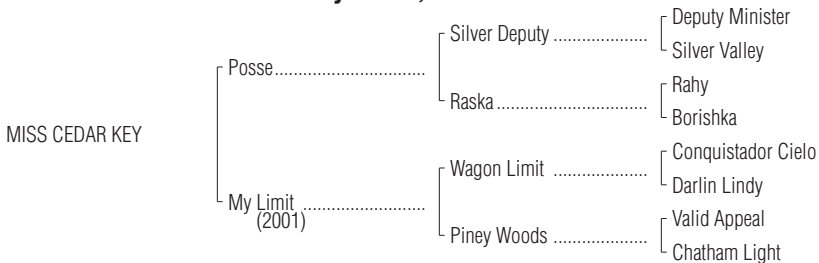 Deputy Minister
Silver Deputy ....................
Silver Valley
Posse................................
Rahy
Raska ................................
Borishka
MISS CEDAR KEY
Conquistador Cielo
Wagon Limit ....................
Darlin Lindy
My Limit ..........................
(2001)
Valid Appeal
Piney Woods ....................
Chatham Light